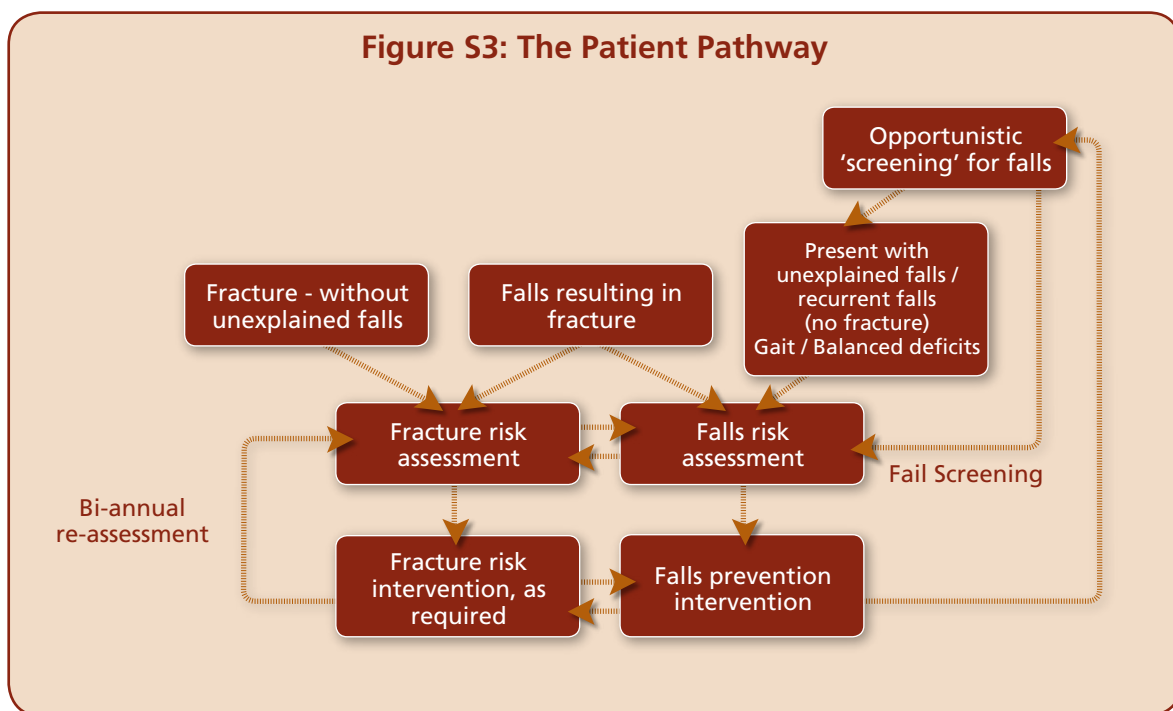 Figure S3: The Patient Pathway
Opportunistic
‘screening’ for falls
Present with
unexplained falls /
recurrent falls
(no fracture)
Gait / Balanced deficits
Fracture - without
unexplained falls
Falls resulting in
fracture
Fracture risk
assessment
Falls risk
assessment
Fail Screening
Bi-annual
re-assessment
Fracture risk
intervention, as
required
Falls prevention
intervention